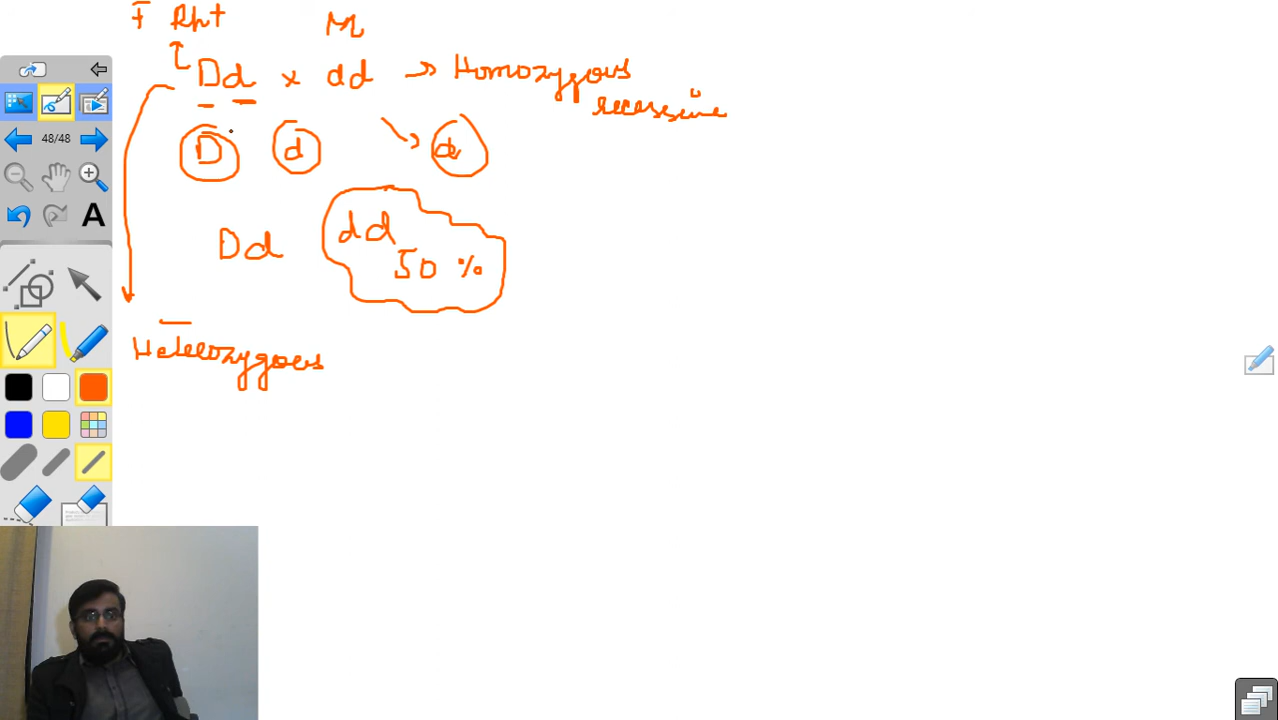 F Rh+ M
Dd × dd → Homozygous
recessive
D d d
Dd dd
50 %
Heterozygous
48/48
A